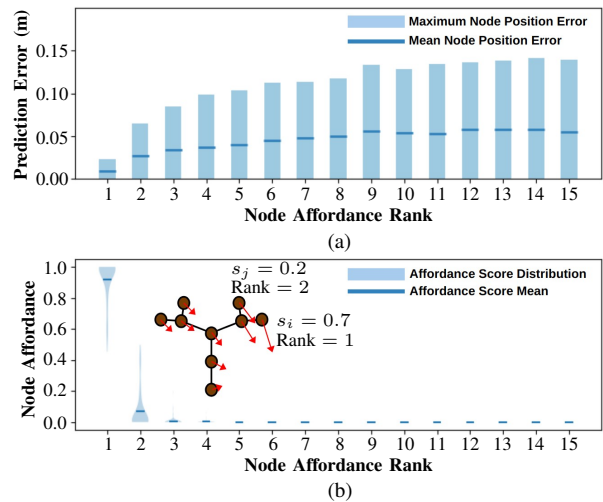 Maximum Node Position Error
Mean Node Position Error
Prediction Error (m)
0.15
0.10
0.05
0.00
1 2 3 4 5 6 7 8 9 10 11 12 13 14 15
Node Affordance Rank
(a)
Affordance Score Distribution
Affordance Score Mean
Node Affordance
1.0
0.8
0.6
0.4
0.2
0.0
s_j = 0.2
Rank = 2
s_i = 0.7
Rank = 1
1 2 3 4 5 6 7 8 9 10 11 12 13 14 15
Node Affordance Rank
(b)